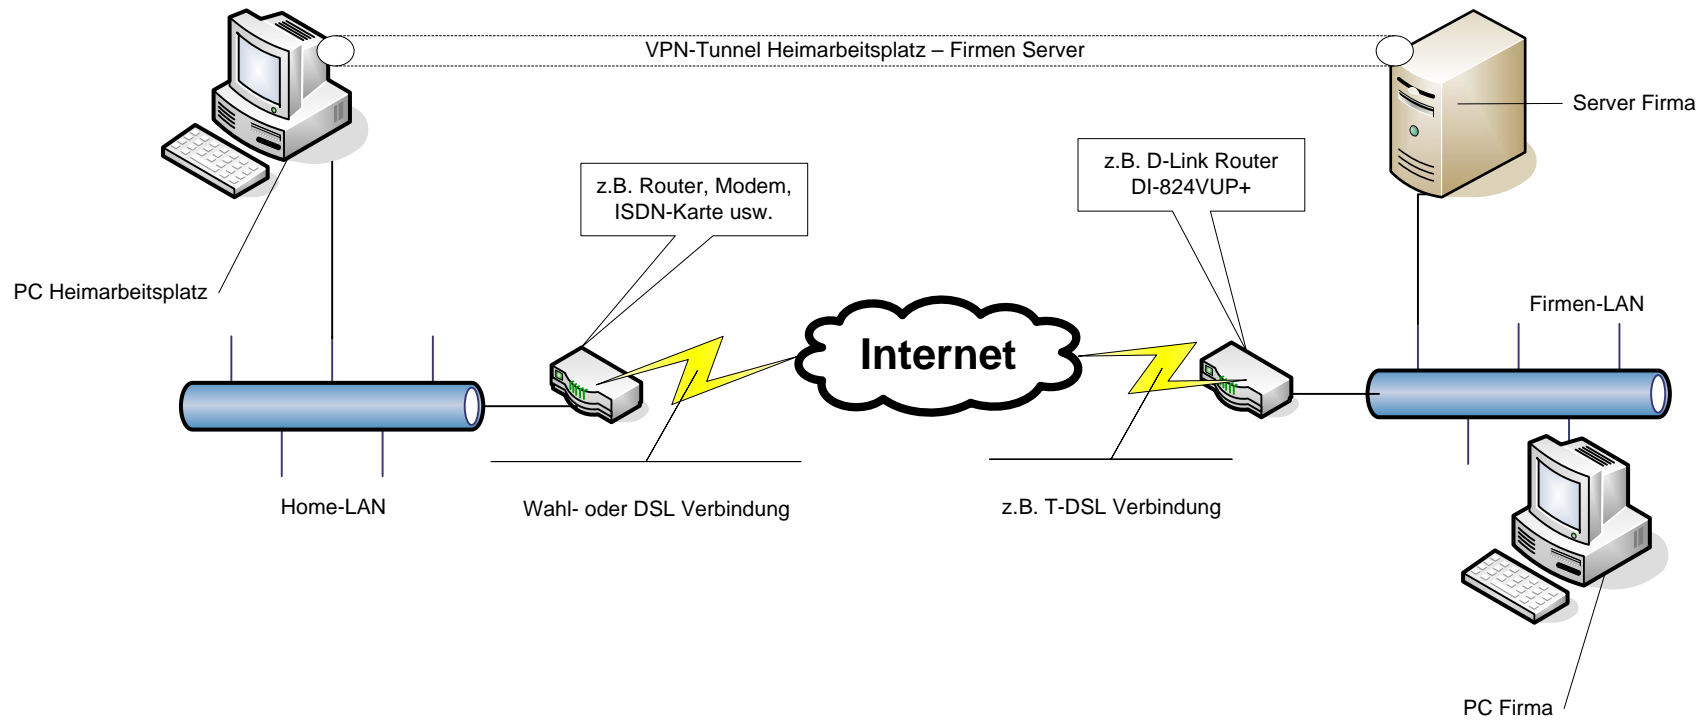 VPN-Tunnel Heimarbeitsplatz – Firmen Server
Server Firma
z.B. D-Link Router
DI-824VUP+
z.B. Router, Modem,
ISDN-Karte usw.
PC Heimarbeitsplatz
Firmen-LAN
Internet
Home-LAN
Wahl- oder DSL Verbindung
z.B. T-DSL Verbindung
PC Firma